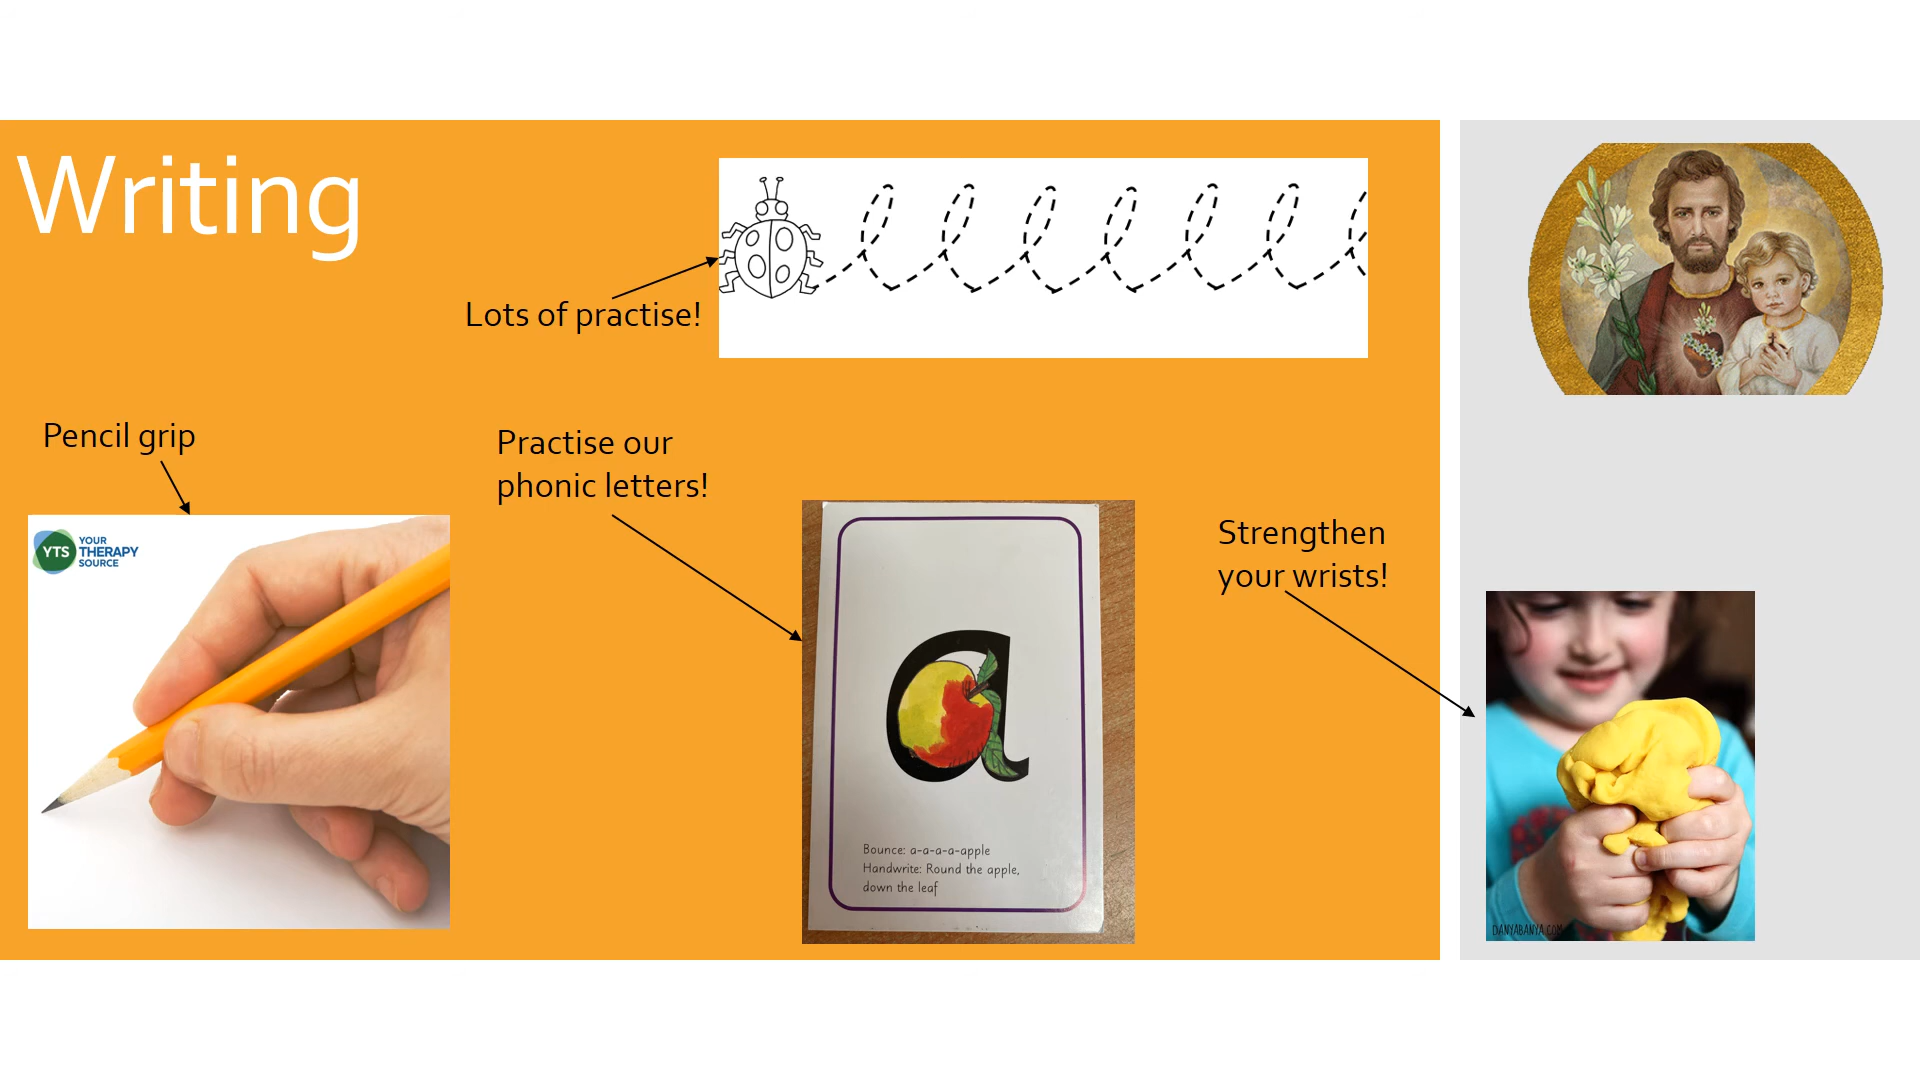 Writing
Lots of practise!
Pencil grip
Practise our
phonic letters!
Strengthen
your wrists!
YTS
YOUR
THERAPY
SOURCE
Bounce: a-a-a-a-apple
Handwrite: Round the apple,
down the leaf
a
DANYABANYA.COM